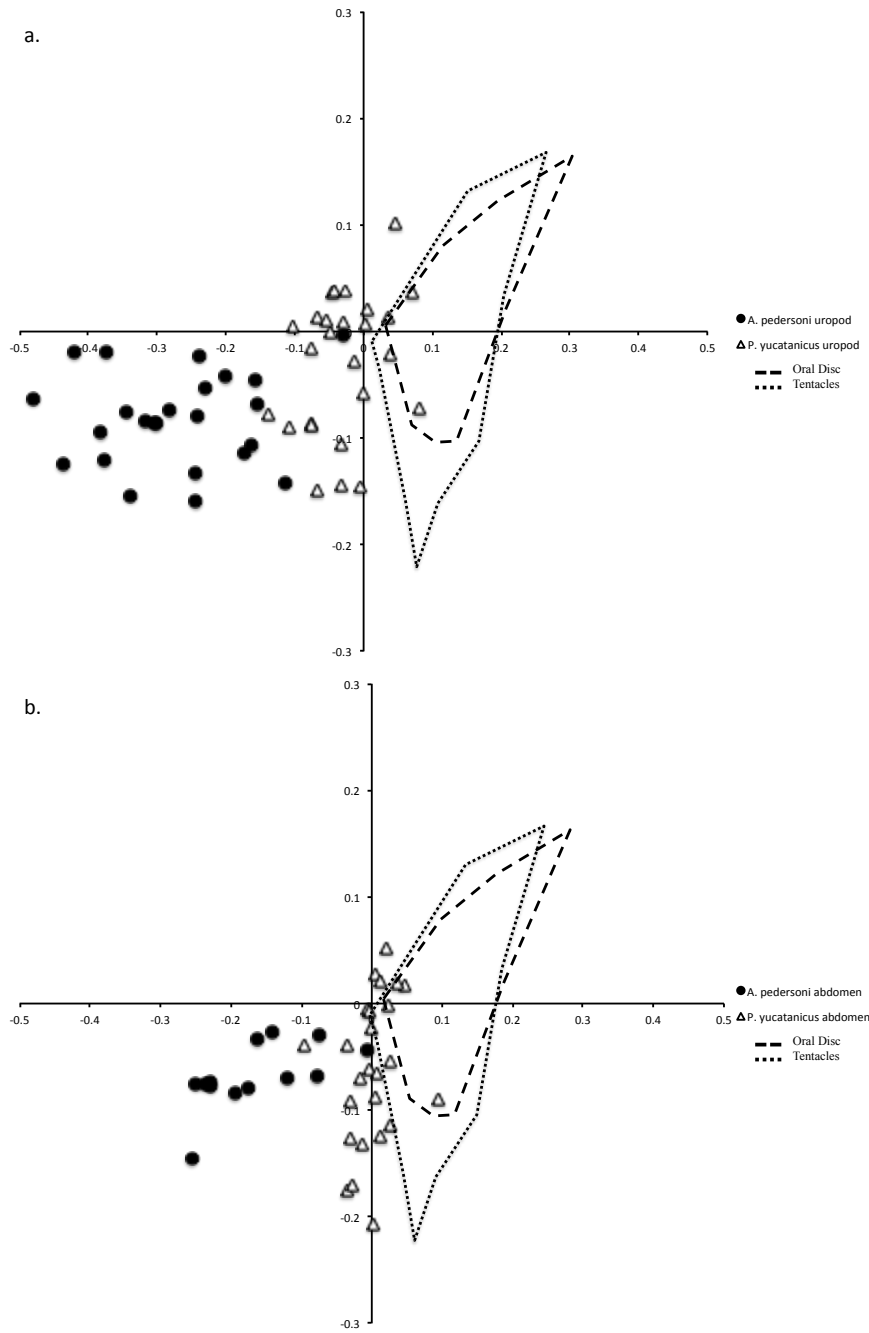 a.
0.3
0.2
0.1
0
-0.5 -0.4 -0.3 -0.2 -0.1 0 0.1 0.2 0.3 0.4 0.5
-0.1
-0.2
-0.3
A. pedersoni uropod
P. yucatanicus uropod
Oral Disc
Tentacles
b.
0.3
0.2
0.1
0
-0.5 -0.4 -0.3 -0.2 -0.1 0 0.1 0.2 0.3 0.4 0.5
-0.1
-0.2
-0.3
A. pedersoni abdomen
P. yucatanicus abdomen
Oral Disc
Tentacles